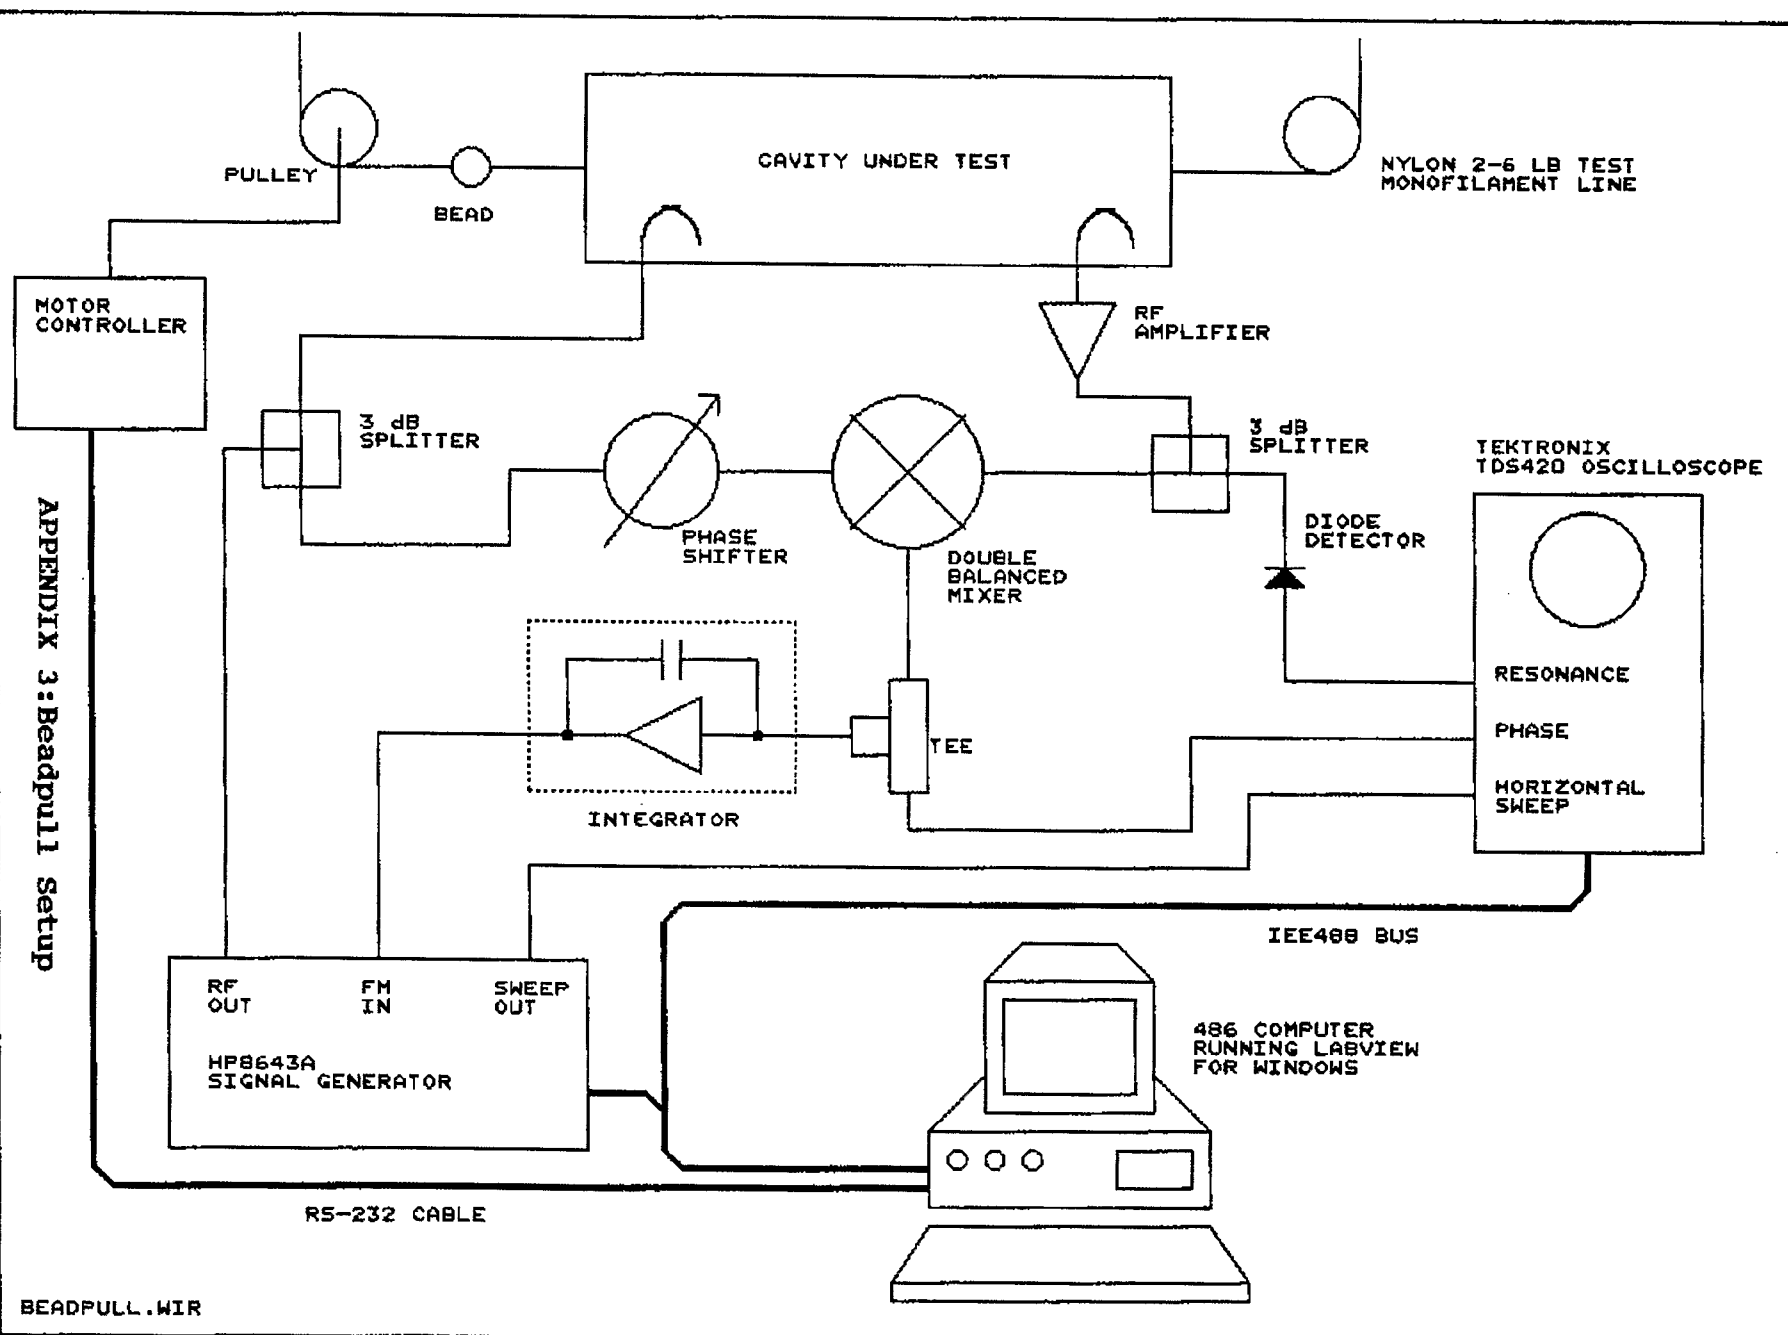 PULLEY
BEAD
CAVITY UNDER TEST
NYLON 2-6 LB TEST
MONOFILAMENT LINE
MOTOR
CONTROLLER
RF
AMPLIFIER
3 dB
SPLITTER
3 dB
SPLITTER
TEKTRONIX
TDS420 OSCILLOSCOPE
PHASE
SHIFTER
DOUBLE
BALANCED
MIXER
DIODE
DETECTOR
RESONANCE
PHASE
HORIZONTAL
SWEEP
TEE
INTEGRATOR
APPENDIX 3:Beadpull Setup
IEE488 BUS
RF
OUT
FM
IN
SWEEP
OUT
HP8643A
SIGNAL GENERATOR
486 COMPUTER
RUNNING LABVIEW
FOR WINDOWS
RS-232 CABLE
BEADPULL.WIR